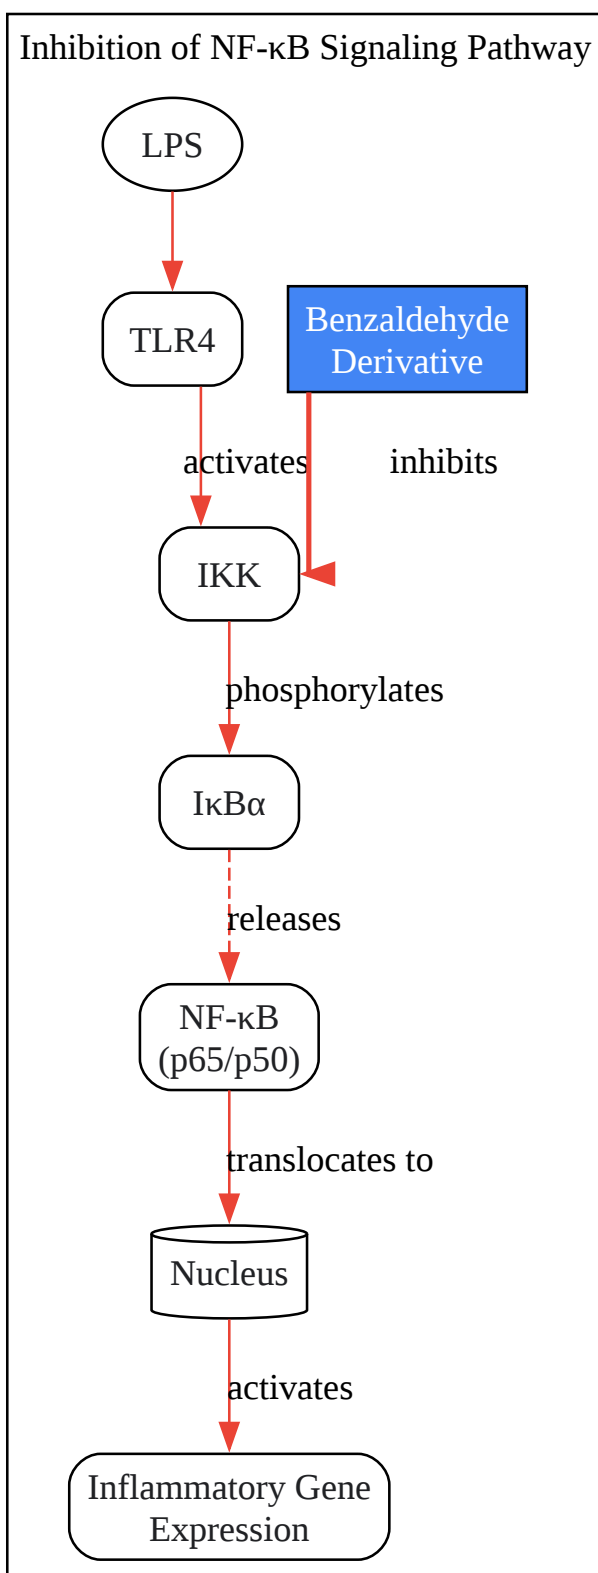 Inhibition of NF-κB Signaling Pathway
LPS
TLR4
Benzaldehyde
Derivative
activates
inhibits
IKK
phosphorylates
IκBα
releases
NF-κB
(p65/p50)
translocates to
Nucleus
activates
Inflammatory Gene
Expression